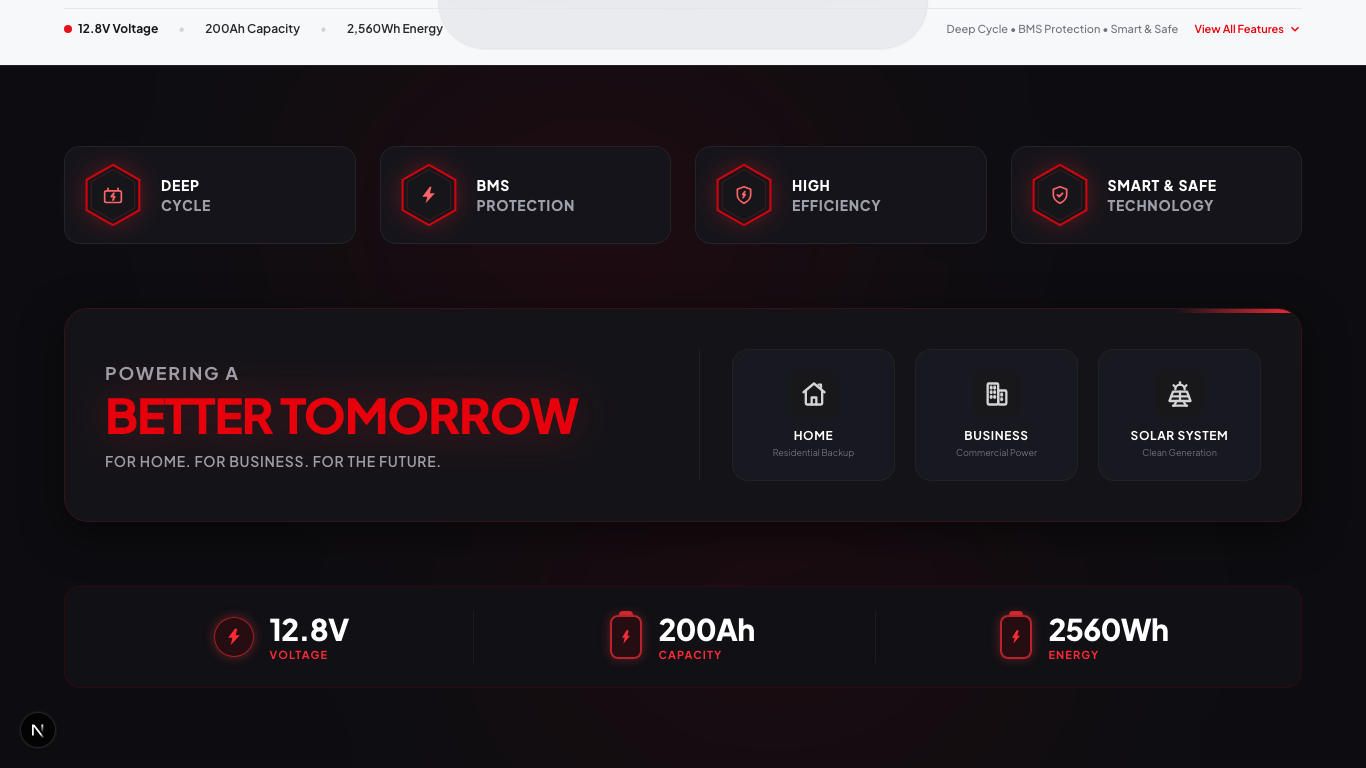 12.8V Voltage • 200Ah Capacity • 2,560Wh Energy
Deep Cycle • BMS Protection • Smart & Safe
View All Features
DEEP
CYCLE
BMS
PROTECTION
HIGH
EFFICIENCY
SMART & SAFE
TECHNOLOGY
POWERING A
BETTER TOMORROW
FOR HOME. FOR BUSINESS. FOR THE FUTURE.
HOME
Residential Backup
BUSINESS
Commercial Power
SOLAR SYSTEM
Clean Generation
12.8V
VOLTAGE
200Ah
CAPACITY
2560Wh
ENERGY
N